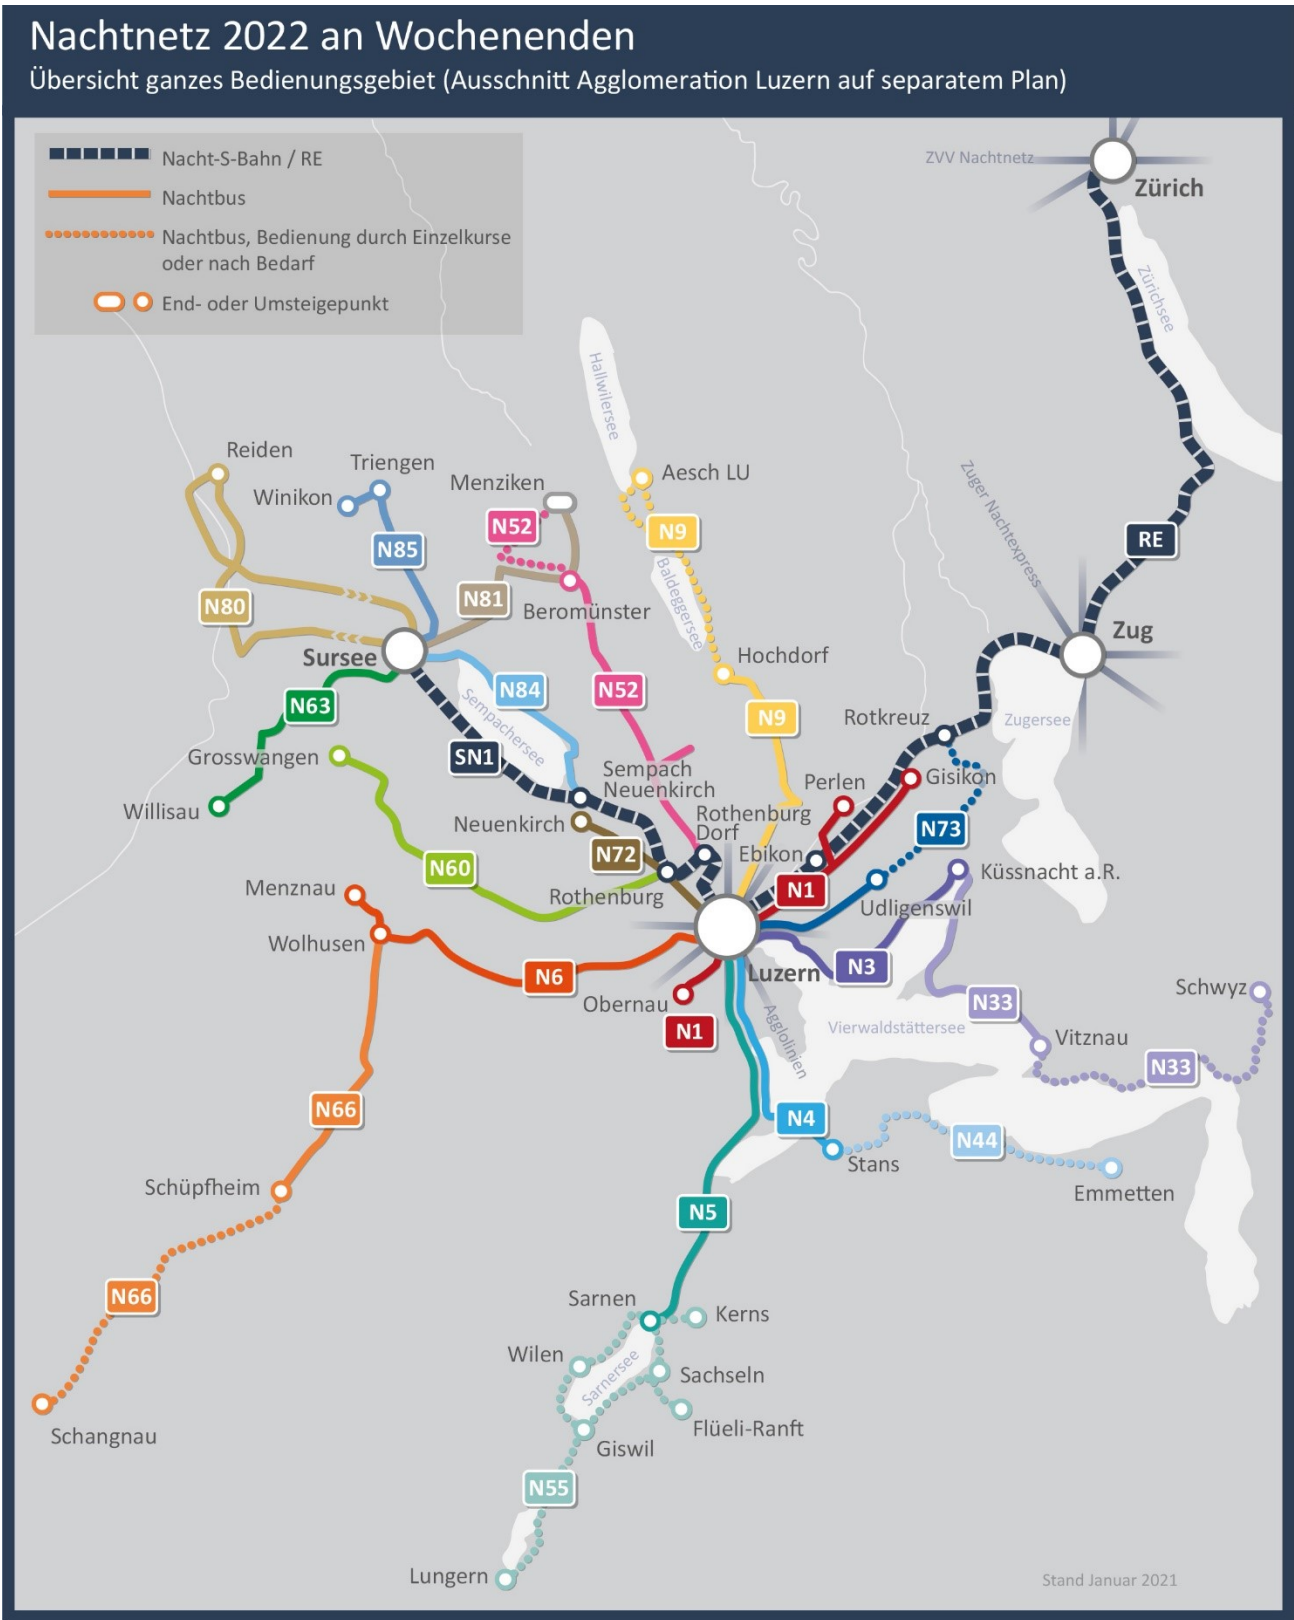 Nachtnetz 2022 an Wochenenden
Übersicht ganzes Bedienungsgebiet (Ausschnitt Agglomeration Luzern auf separatem Plan)
Nacht-S-Bahn / RE
Nachtbus
Nachtbus, Bedienung durch Einzelkurse
oder nach Bedarf
End- oder Umsteigepunkt
ZVV Nachtnetz
Zürich
Zürichsee
Hallwilersee
Reiden
Triengen
Winikon
Menziken
Aesch LU
Zuger Nachtexpress
N52
N9
RE
N85
Baldeggersee
N81
N80
Beromünster
Zug
Sursee
Hochdorf
N84
N52
N63
Sempachersee
N9
Rotkreuz
Zugersee
SN1
Grosswangen
Sempach
Neuenkirch
Perlen
Gisikon
Willisau
Neuenkirch
Rothenburg
Dorf
N73
N72
Ebikon
N60
Küssnacht a.R.
Menznau
Rothenburg
N1
Udligenswil
Wolhusen
N6
Luzern
N3
Obernau
N33
Schwyz
N1
Agglolinien
Vierwaldstättersee
Vitznau
N33
N66
N4
N44
Stans
Schüpfheim
Emmetten
N5
N66
Sarnen
Kerns
Wilen
Sarnersee
Sachseln
Schangnau
Flüeli-Ranft
Giswil
N55
Lungern
Stand Januar 2021